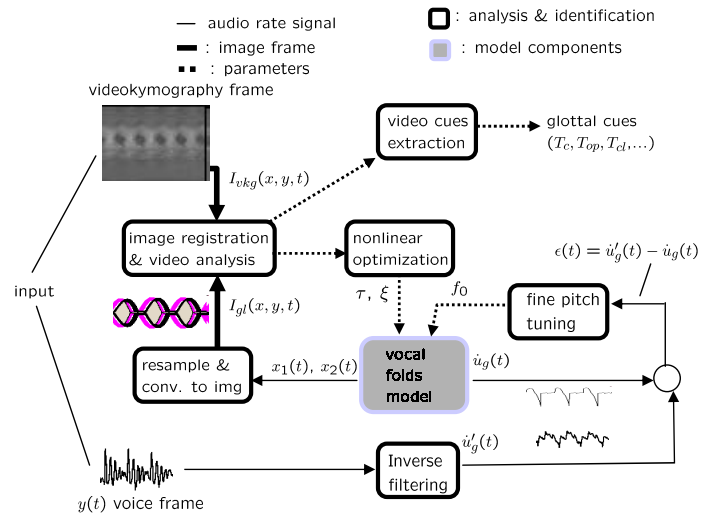 audio rate signal
: image frame
: parameters
: analysis & identification
: model components
videokymography frame
video cues
extraction
glottal cues
(T_c, T_op, T_cl,...)
I_vkg(x, y, t)
image registration
& video analysis
nonlinear
optimization
ϵ(t) = u̇′_g(t) − u̇_g(t)
input
I_gl(x, y, t)
τ, ξ
f_0
fine pitch
tuning
resample &
conv. to img
x_1(t), x_2(t)
vocal
folds
model
u̇_g(t)
u̇′_g(t)
Inverse
filtering
y(t) voice frame